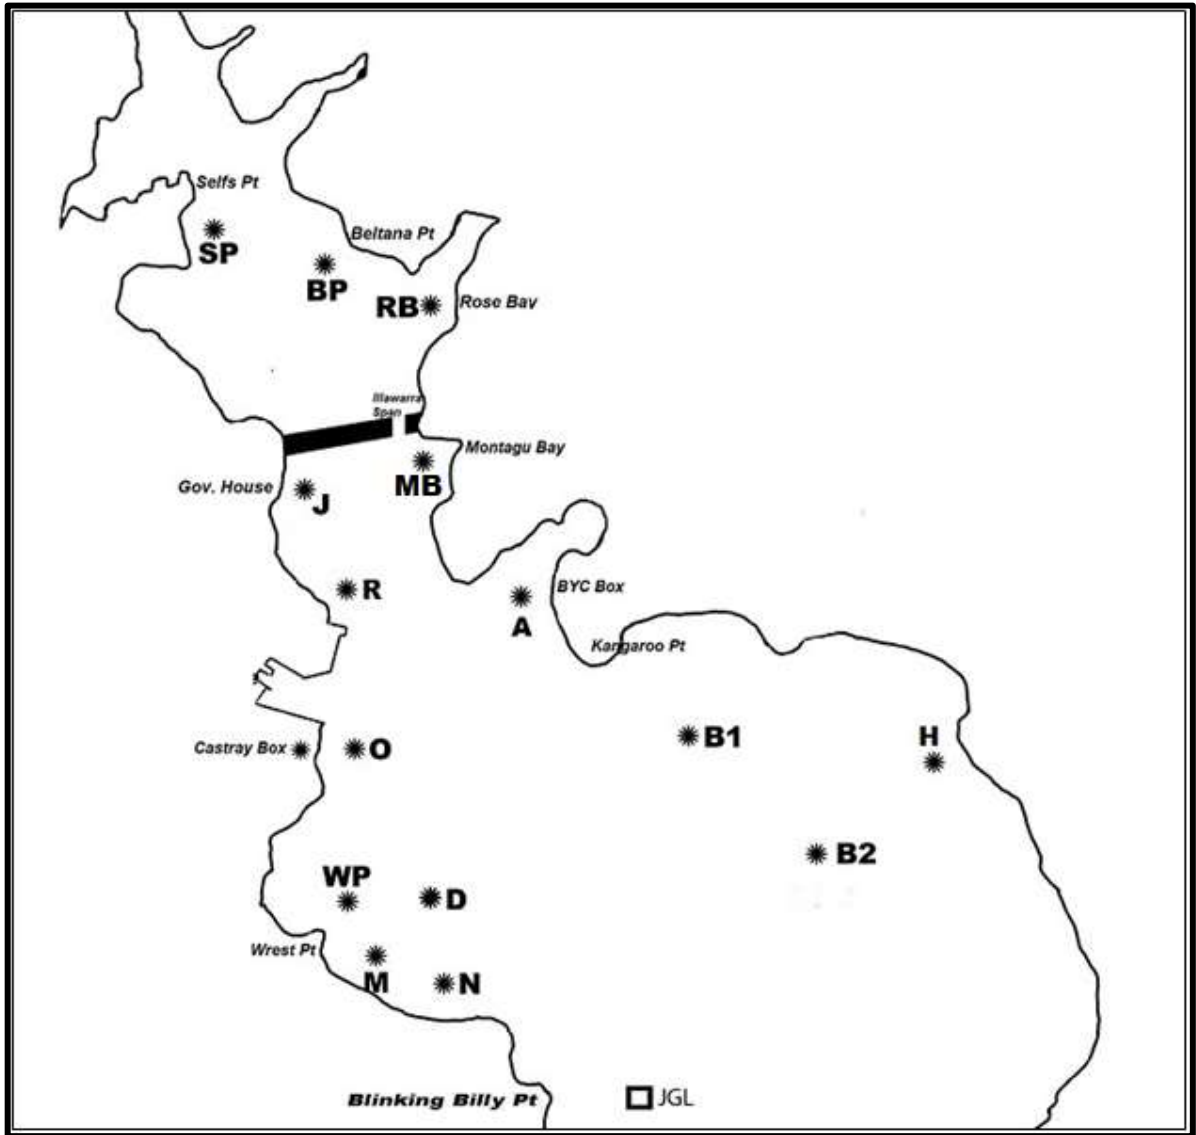 Selfs Pt
SP
Beltana Pt
BP
RB
Rose Bay
Illawarra
Span
Montagu Bay
MB
Gov. House
J
R
BYC Box
A
Kangaroo Pt
B1
H
Castray Box
O
B2
WP
D
Wrest Pt
M
N
Blinking Billy Pt
JGL